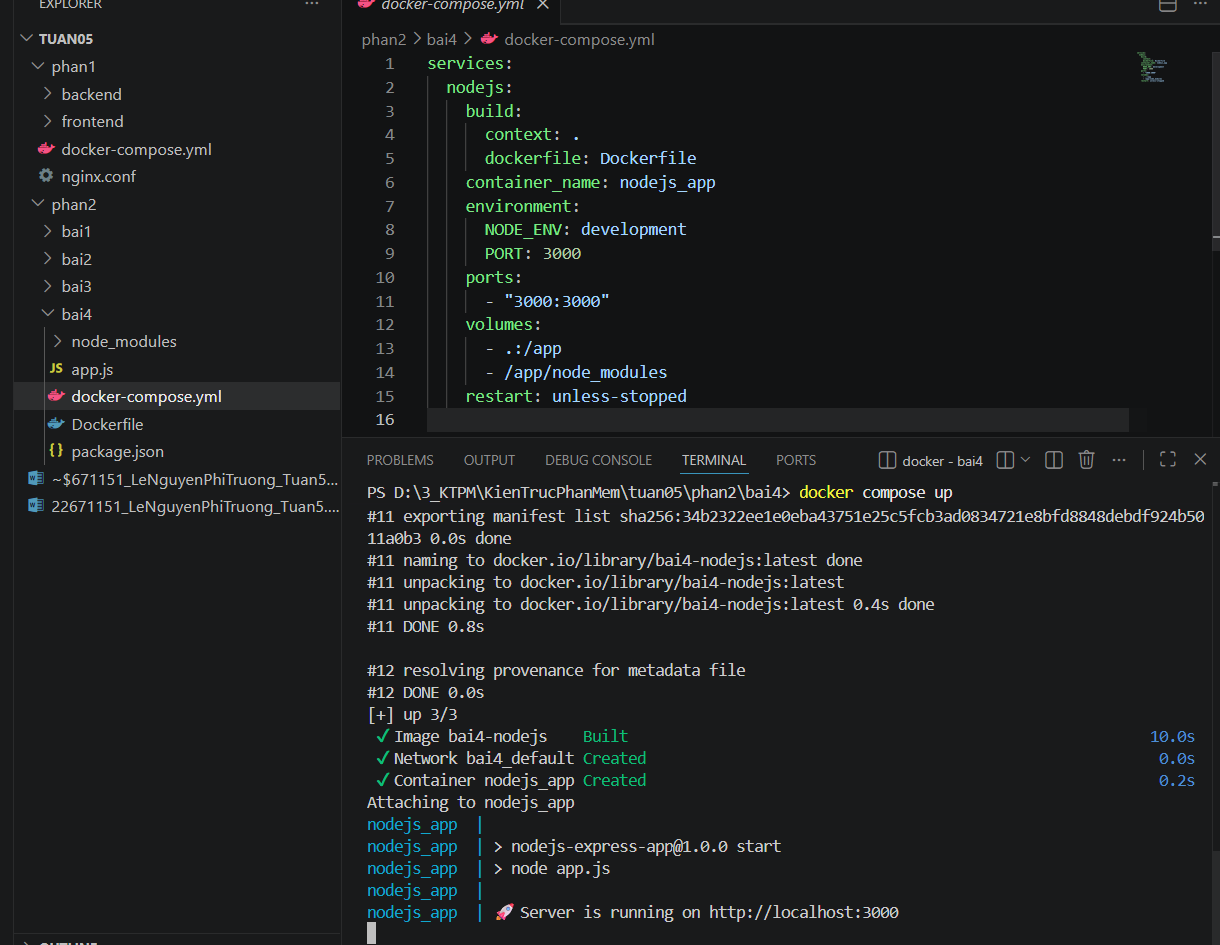 EXPLORER
···
TUAN05
phan1
backend
frontend
docker-compose.yml
nginx.conf
phan2
bai1
bai2
bai3
bai4
node_modules
JS app.js
docker-compose.yml
Dockerfile
{} package.json
~$671151_LeNguyenPhiTruong_Tuan5...
22671151_LeNguyenPhiTruong_Tuan5....
OUTLINE
docker-compose.yml
phan2 > bai4 > docker-compose.yml
1 services:
2 nodejs:
3 build:
4 context: .
5 dockerfile: Dockerfile
6 container_name: nodejs_app
7 environment:
8 NODE_ENV: development
9 PORT: 3000
10 ports:
11 - "3000:3000"
12 volumes:
13 - .:/app
14 - /app/node_modules
15 restart: unless-stopped
16
PROBLEMS OUTPUT DEBUG CONSOLE TERMINAL PORTS docker - bai4 ···
PS D:\3_KTPM\KienTrucPhanMem\tuan05\phan2\bai4> docker compose up
#11 exporting manifest list sha256:34b2322ee1e0eba43751e25c5fcb3ad0834721e8bfd8848debdf924b50
11a0b3 0.0s done
#11 naming to docker.io/library/bai4-nodejs:latest done
#11 unpacking to docker.io/library/bai4-nodejs:latest
#11 unpacking to docker.io/library/bai4-nodejs:latest 0.4s done
#11 DONE 0.8s
#12 resolving provenance for metadata file
#12 DONE 0.0s
[+] up 3/3
✔ Image bai4-nodejs Built 10.0s
✔ Network bai4_default Created 0.0s
✔ Container nodejs_app Created 0.2s
Attaching to nodejs_app
nodejs_app |
nodejs_app | > nodejs-express-app@1.0.0 start
nodejs_app | > node app.js
nodejs_app |
nodejs_app | 🚀 Server is running on http://localhost:3000